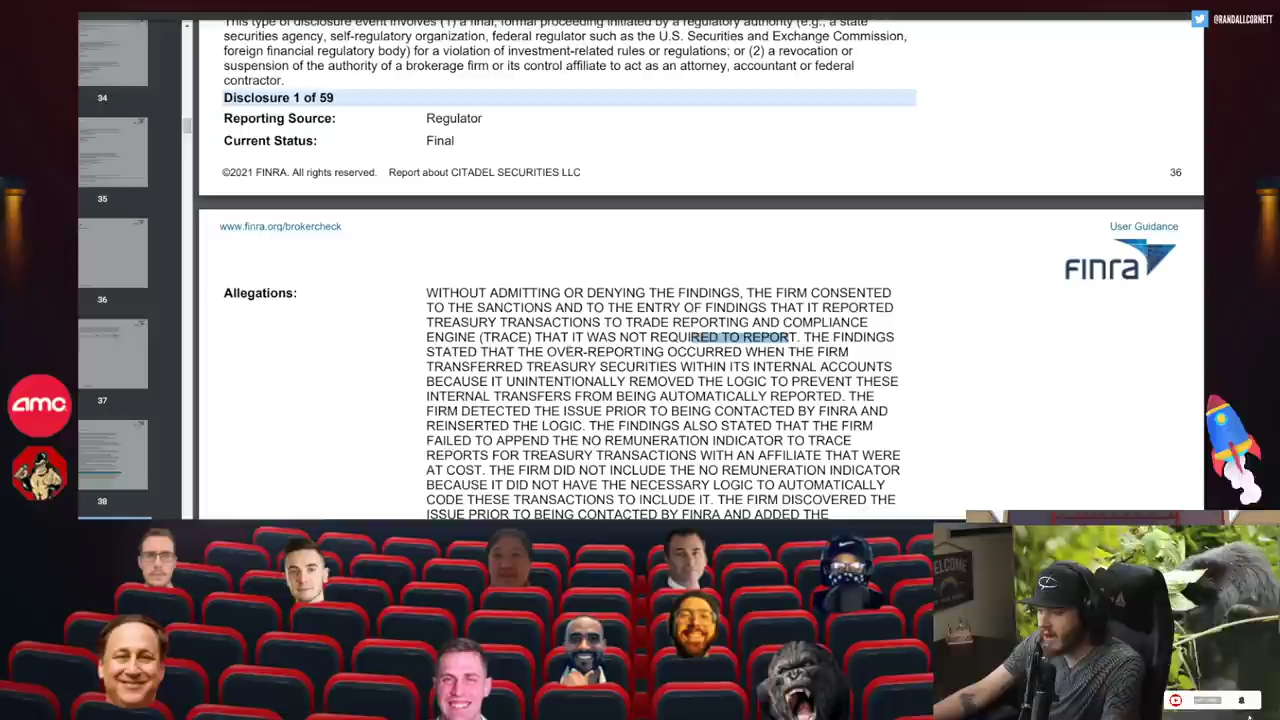 @RANDALLCORNETT
This type of disclosure event involves (1) a final, formal proceeding initiated by a regulatory authority (e.g., a state
securities agency, self-regulatory organization, federal regulator such as the U.S. Securities and Exchange Commission,
foreign financial regulatory body) for a violation of investment-related rules or regulations; or (2) a revocation or
suspension of the authority of a brokerage firm or its control affiliate to act as an attorney, accountant or federal
contractor.
Disclosure 1 of 59
Reporting Source: Regulator
Current Status: Final
©2021 FINRA. All rights reserved. Report about CITADEL SECURITIES LLC 36
www.finra.org/brokercheck User Guidance
FINra
Allegations: WITHOUT ADMITTING OR DENYING THE FINDINGS, THE FIRM CONSENTED
TO THE SANCTIONS AND TO THE ENTRY OF FINDINGS THAT IT REPORTED
TREASURY TRANSACTIONS TO TRADE REPORTING AND COMPLIANCE
ENGINE (TRACE) THAT IT WAS NOT REQUIRED TO REPORT. THE FINDINGS
STATED THAT THE OVER-REPORTING OCCURRED WHEN THE FIRM
TRANSFERRED TREASURY SECURITIES WITHIN ITS INTERNAL ACCOUNTS
BECAUSE IT UNINTENTIONALLY REMOVED THE LOGIC TO PREVENT THESE
INTERNAL TRANSFERS FROM BEING AUTOMATICALLY REPORTED. THE
FIRM DETECTED THE ISSUE PRIOR TO BEING CONTACTED BY FINRA AND
REINSERTED THE LOGIC. THE FINDINGS ALSO STATED THAT THE FIRM
FAILED TO APPEND THE NO REMUNERATION INDICATOR TO TRACE
REPORTS FOR TREASURY TRANSACTIONS WITH AN AFFILIATE THAT WERE
AT COST. THE FIRM DID NOT INCLUDE THE NO REMUNERATION INDICATOR
BECAUSE IT DID NOT HAVE THE NECESSARY LOGIC TO AUTOMATICALLY
CODE THESE TRANSACTIONS TO INCLUDE IT. THE FIRM DISCOVERED THE
ISSUE PRIOR TO BEING CONTACTED BY FINRA AND ADDED THE
34
35
36
37
38
amc
WELCOME